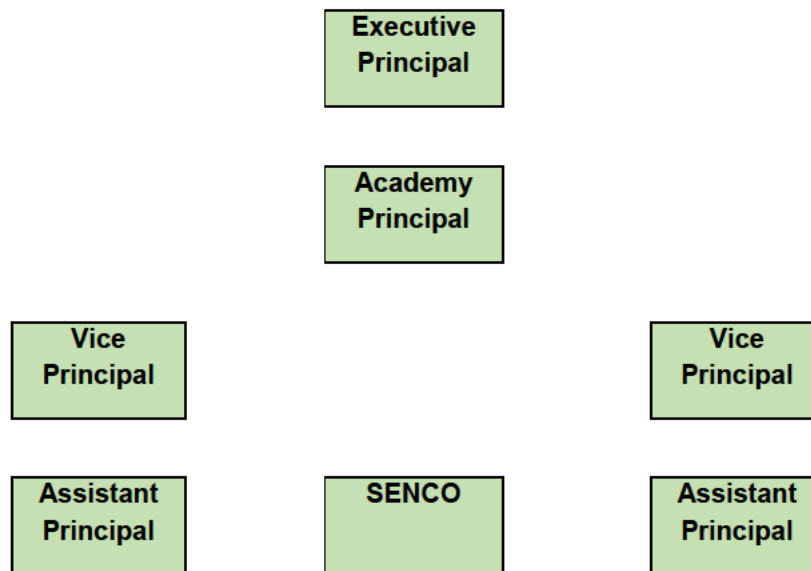 Executive
Principal
Academy
Principal
Vice
Principal
Vice
Principal
Assistant
Principal
SENCO
Assistant
Principal